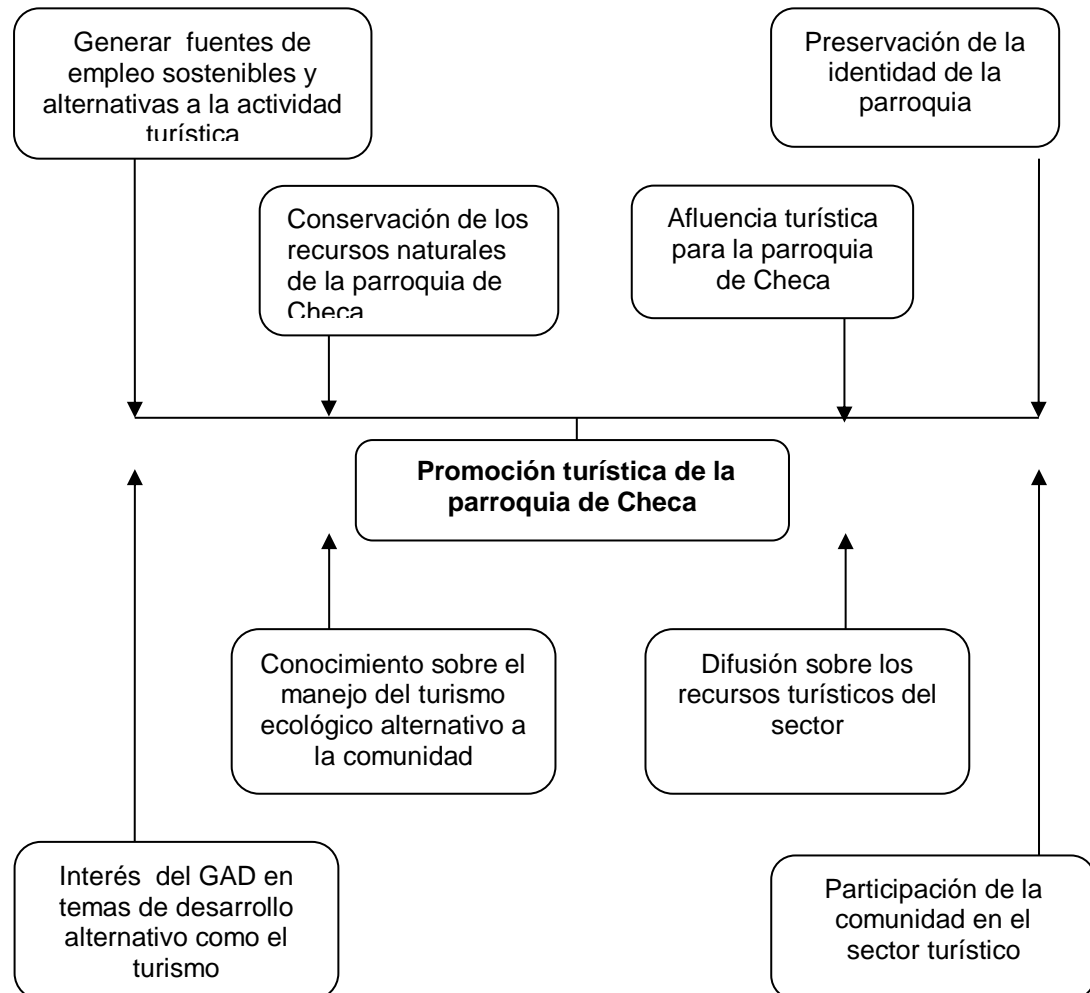 Generar fuentes de
empleo sostenibles y
alternativas a la actividad
turística
Preservación de la
identidad de la
parroquia
Conservación de los
recursos naturales
de la parroquia de
Checa
Afluencia turística
para la parroquia
de Checa
Promoción turística de la
parroquia de Checa
Conocimiento sobre el
manejo del turismo
ecológico alternativo a
la comunidad
Difusión sobre los
recursos turísticos del
sector
Interés del GAD en
temas de desarrollo
alternativo como el
turismo
Participación de la
comunidad en el
sector turístico